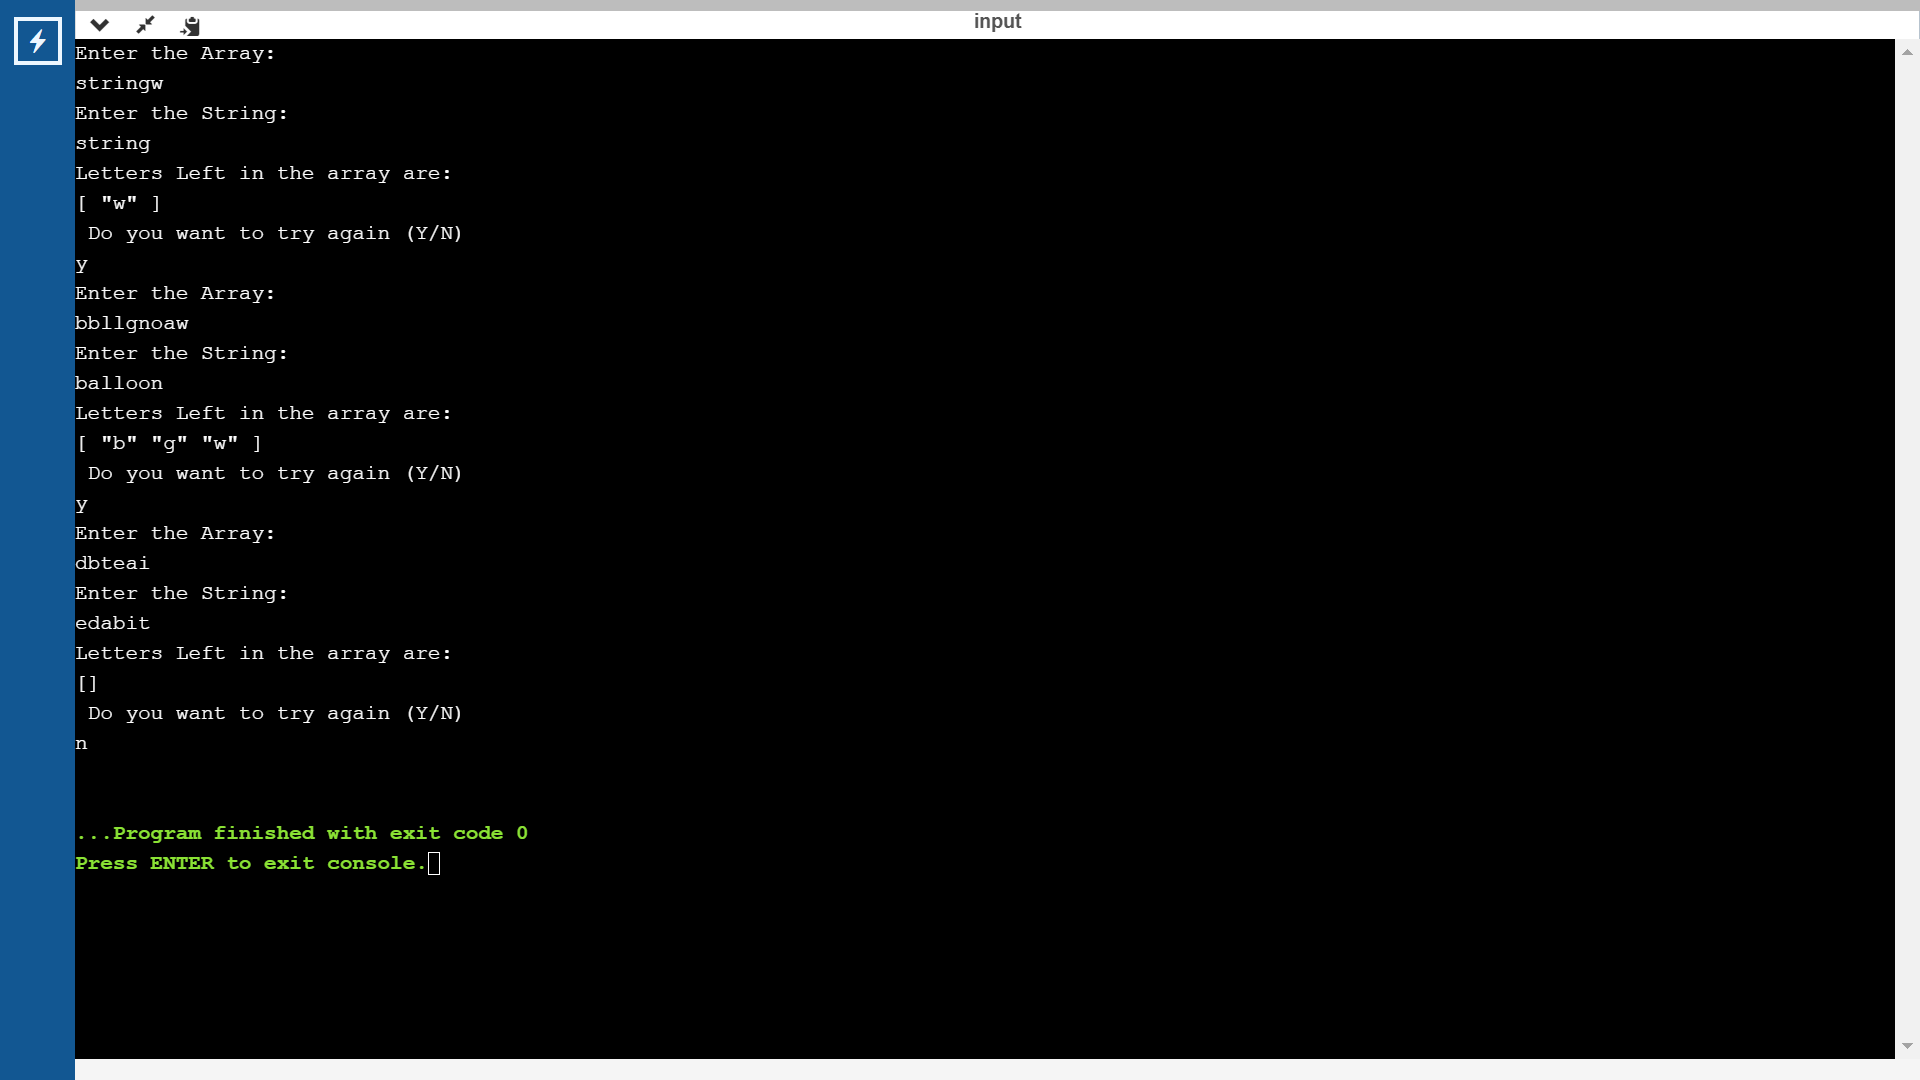 input
Enter the Array:
stringw
Enter the String:
string
Letters Left in the array are:
[ "w" ]
Do you want to try again (Y/N)
y
Enter the Array:
bbllgnoaw
Enter the String:
balloon
Letters Left in the array are:
[ "b" "g" "w" ]
Do you want to try again (Y/N)
y
Enter the Array:
dbteai
Enter the String:
edabit
Letters Left in the array are:
[]
Do you want to try again (Y/N)
n
...Program finished with exit code 0
Press ENTER to exit console.